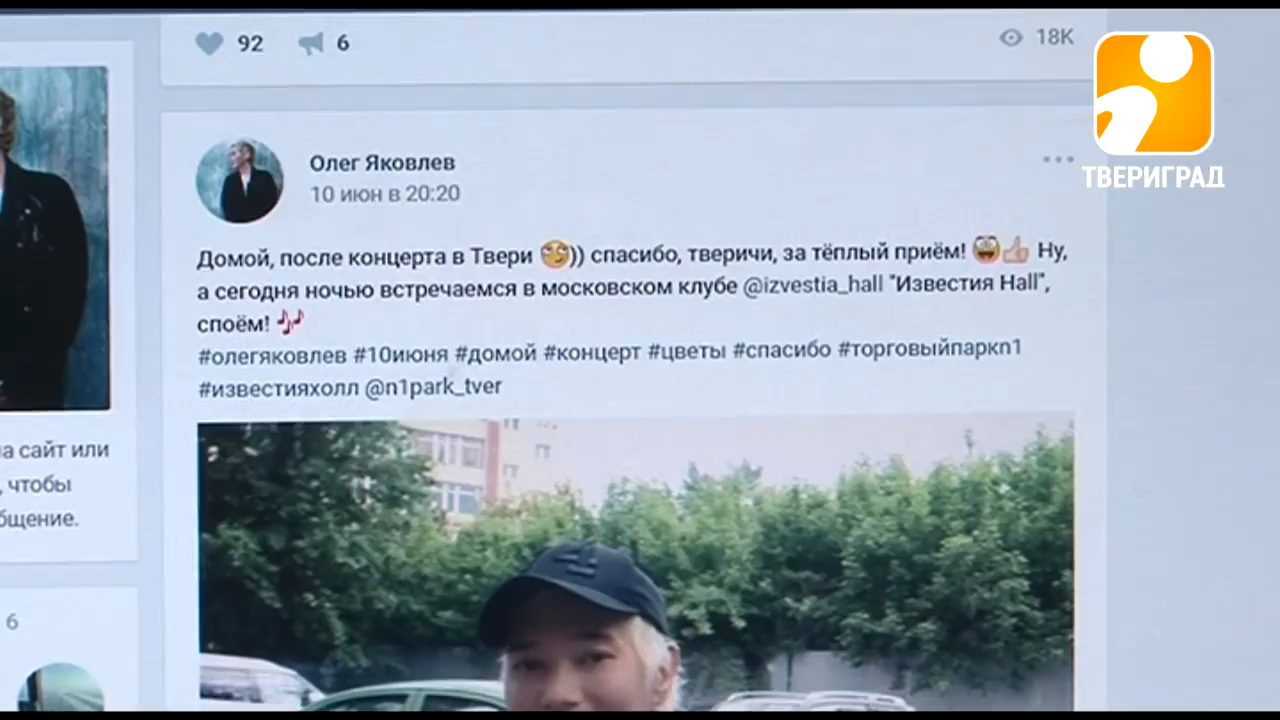 92 6 18K
ТВЕРИГРАД
Олег Яковлев
10 июн в 20:20
Домой, после концерта в Твери 🙄)) спасибо, тверичи, за тёплый приём! 😀👍 Ну,
а сегодня ночью встречаемся в московском клубе @izvestia_hall "Известия Hall",
споём! 🎶
#олегяковлев #10июня #домой #концерт #цветы #спасибо #торговыйпаркn1
#известияхолл @n1park_tver
а сайт или
, чтобы
бщение.
6